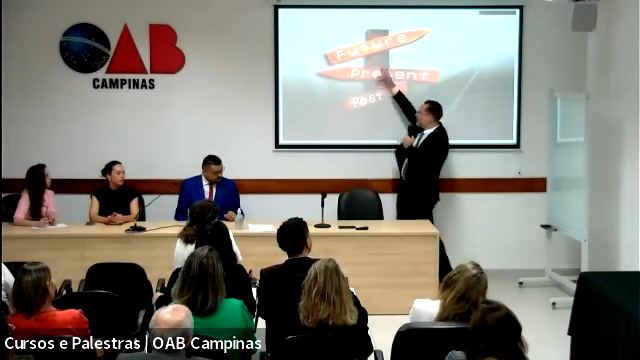 OAB
CAMPINAS
Future
Present
Past
Cursos e Palestras | OAB Campinas